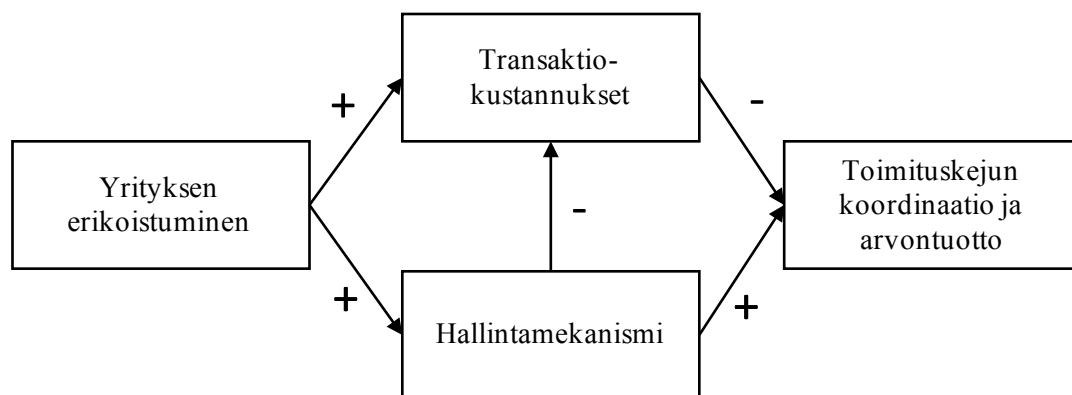 Transaktio-
kustannukset
+
-
Yrityksen
erikoistuminen
Toimituskejun
koordinaatio ja
arvontuotto
-
+
+
Hallintamekanismi